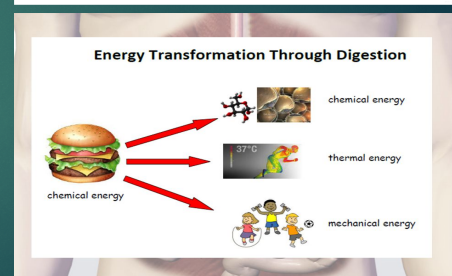 Energy Transformation Through Digestion
chemical energy
37°C
thermal energy
chemical energy
mechanical energy